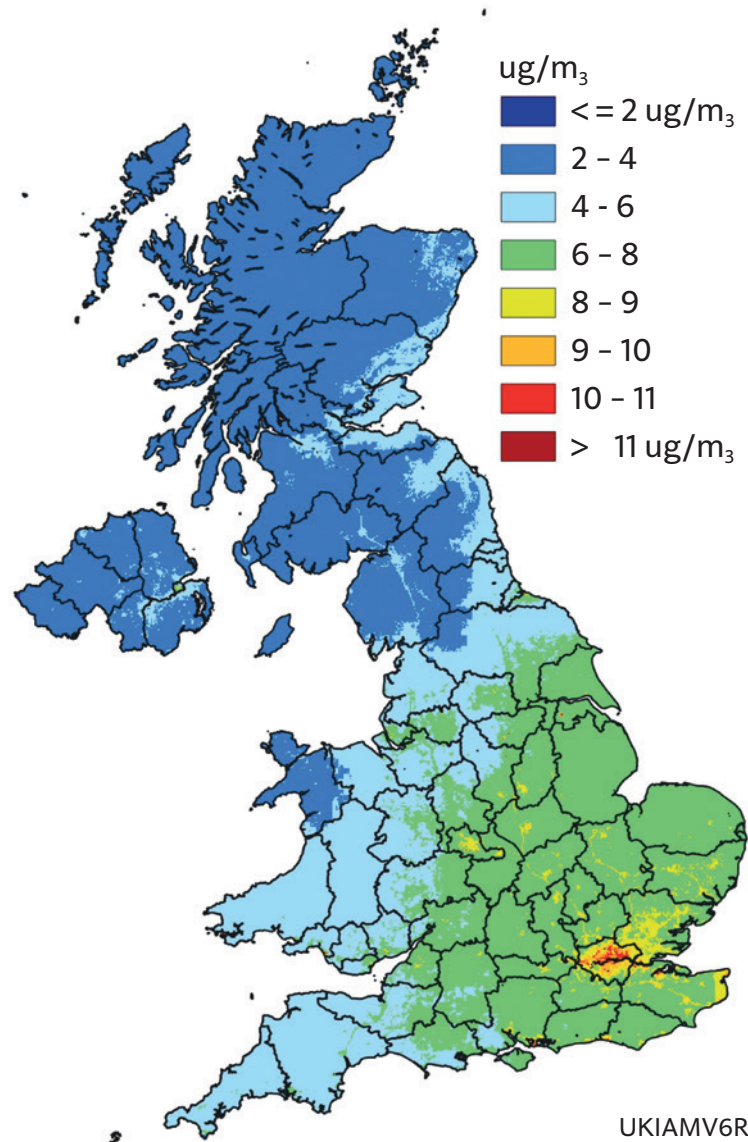 ug/m₃
<= 2 ug/m₃
2 – 4
4 - 6
6 – 8
8 – 9
9 – 10
10 – 11
> 11 ug/m₃
UKIAMV6R